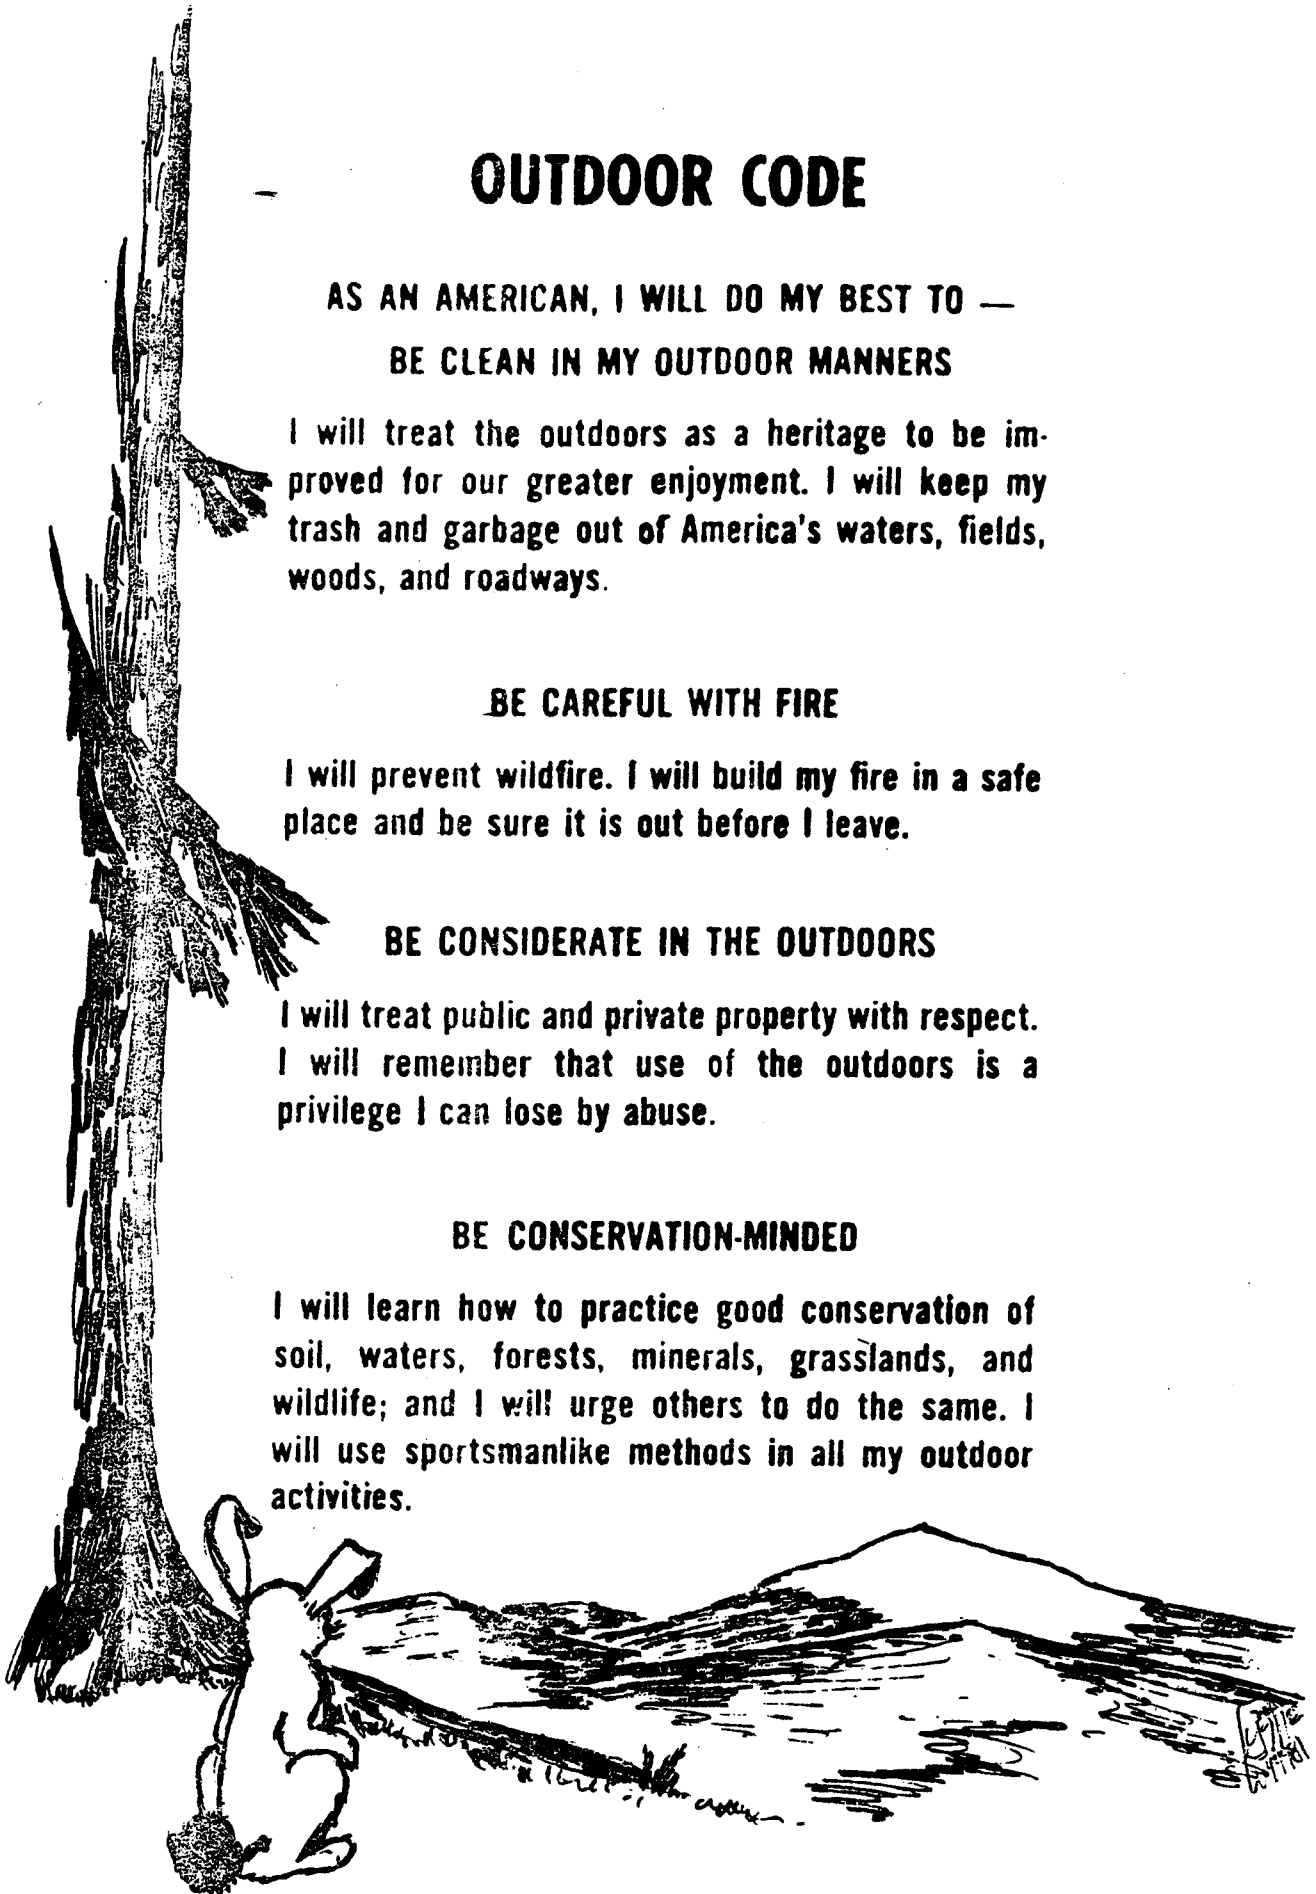 OUTDOOR CODE
AS AN AMERICAN, I WILL DO MY BEST TO —
BE CLEAN IN MY OUTDOOR MANNERS
I will treat the outdoors as a heritage to be im-
proved for our greater enjoyment. I will keep my
trash and garbage out of America's waters, fields,
woods, and roadways.
BE CAREFUL WITH FIRE
I will prevent wildfire. I will build my fire in a safe
place and be sure it is out before I leave.
BE CONSIDERATE IN THE OUTDOORS
I will treat public and private property with respect.
I will remember that use of the outdoors is a
privilege I can lose by abuse.
BE CONSERVATION-MINDED
I will learn how to practice good conservation of
soil, waters, forests, minerals, grasslands, and
wildlife; and I will urge others to do the same. I
will use sportsmanlike methods in all my outdoor
activities.